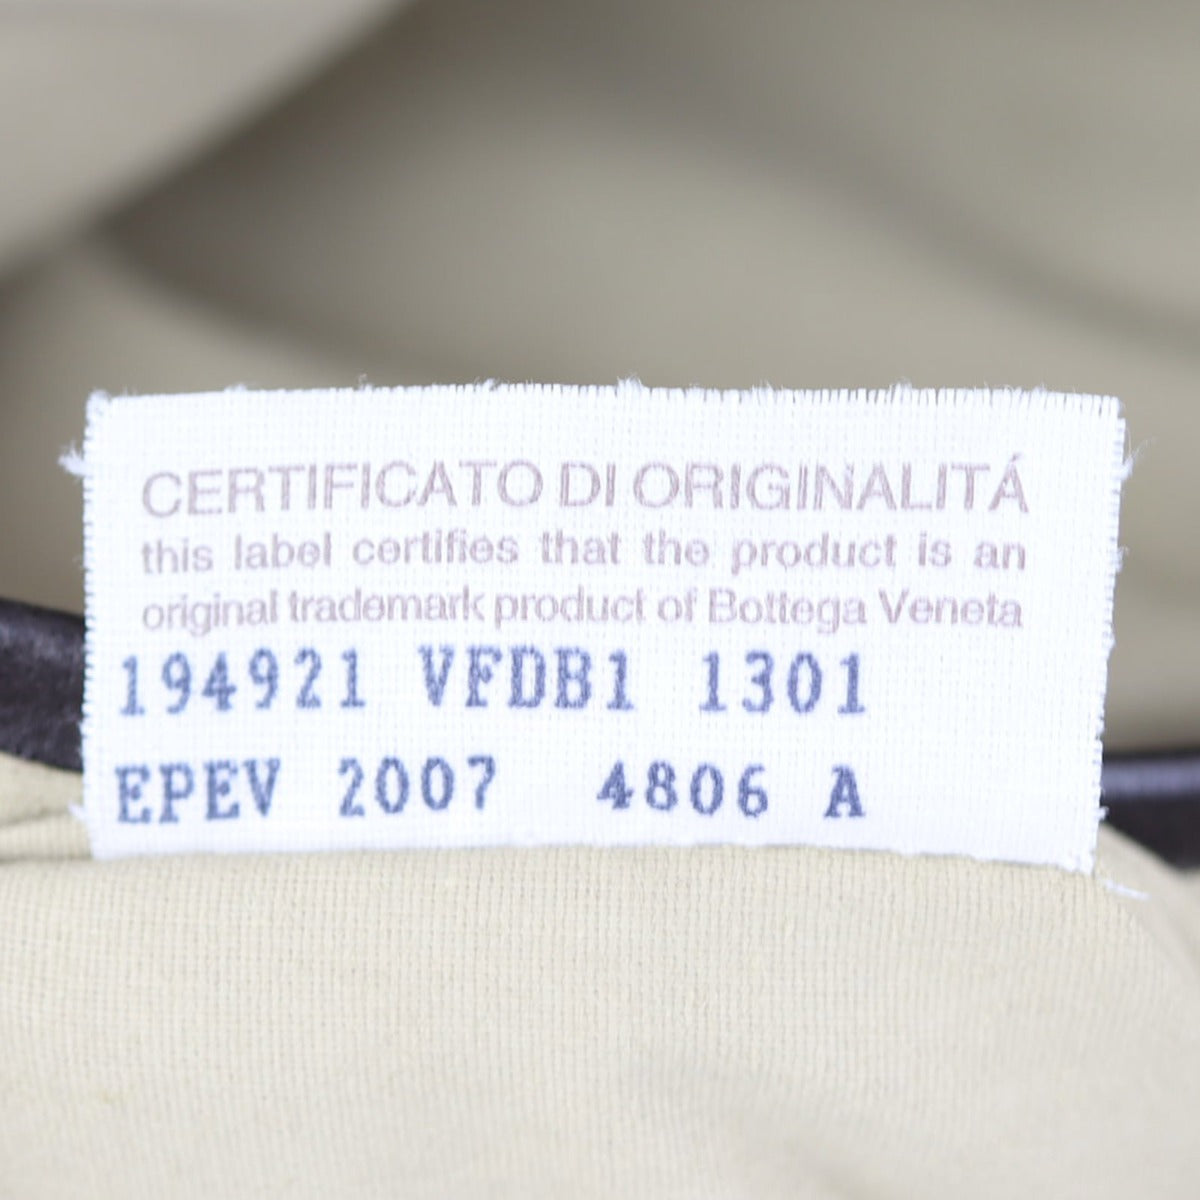 CERTIFICATO DI ORIGINALITÁ
this label certifies that the product is an
original trademark product of Bottega Veneta
194921 VFDB1 1301
EPEV 2007 4806 A